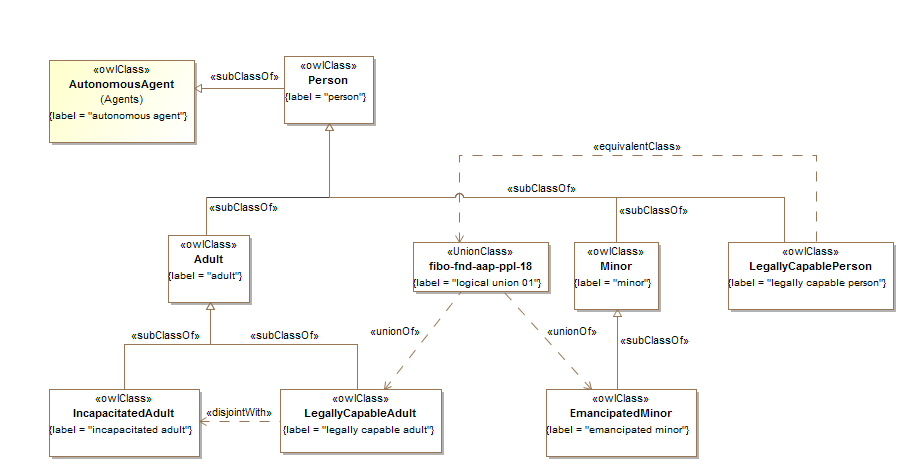 «owlClass»
AutonomousAgent
(Agents)
{label = "autonomous agent"}
«subClassOf»
«owlClass»
Person
{label = "person"}
«equivalentClass»
«subClassOf»
«subClassOf»
«subClassOf»
«owlClass»
Adult
{label = "adult"}
«UnionClass»
fibo-fnd-aap-ppl-18
{label = "logical union 01"}
«owlClass»
Minor
{label = "minor"}
«owlClass»
LegallyCapablePerson
{label = "legally capable person"}
«subClassOf»
«subClassOf»
«unionOf»
«unionOf»
«subClassOf»
«owlClass»
IncapacitatedAdult
{label = "incapacitated adult"}
«disjointWith»
«owlClass»
LegallyCapableAdult
{label = "legally capable adult"}
«owlClass»
EmancipatedMinor
{label = "emancipated minor"}